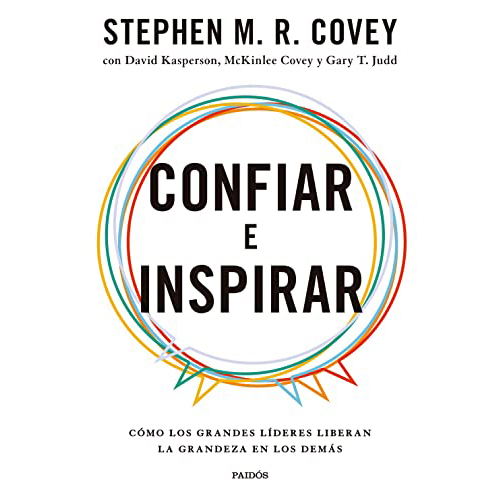 STEPHEN M. R. COVEY
con David Kasperson, McKinlee Covey y Gary T. Judd
CONFIAR
E
INSPIRAR
CÓMO LOS GRANDES LÍDERES LIBERAN
LA GRANDEZA EN LOS DEMÁS
PAIDÓS